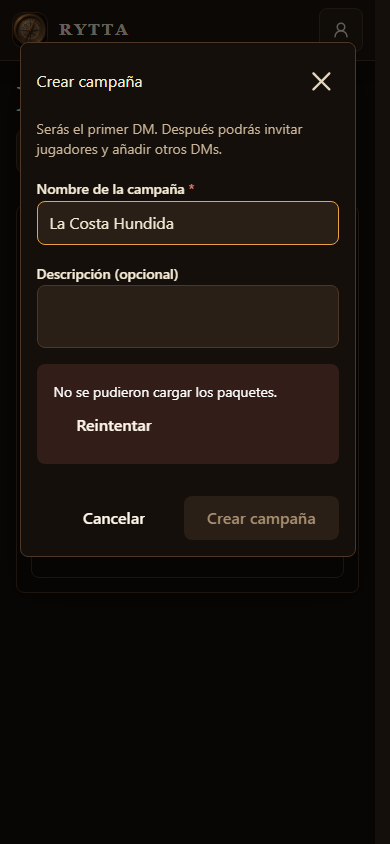 RYTTA
Crear campaña
Serás el primer DM. Después podrás invitar
jugadores y añadir otros DMs.
Nombre de la campaña *
La Costa Hundida
Descripción (opcional)
No se pudieron cargar los paquetes.
Reintentar
Cancelar
Crear campaña